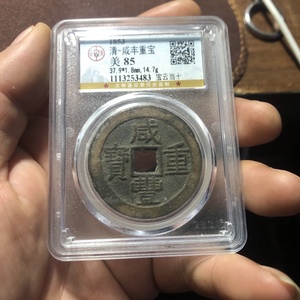 1853
清-咸丰重宝
美 85
37.9*1.8mm,14.7g
1113253483 宝云当十
咸
豐
重
寶